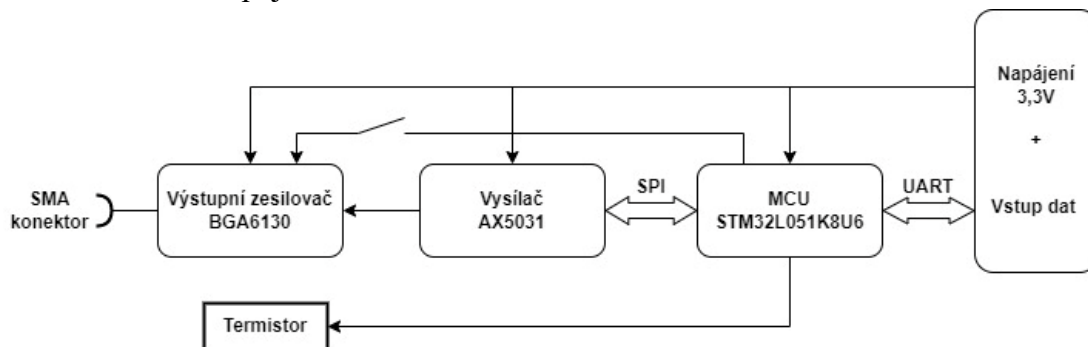 Napájení
3,3V
+
Vstup dat
SMA
konektor
Výstupní zesilovač
BGA6130
Vysílač
AX5031
SPI
MCU
STM32L051K8U6
UART
Termistor